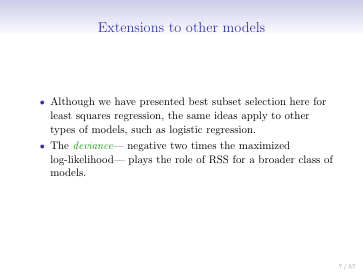 Extensions to other models
• Although we have presented best subset selection here for
least squares regression, the same ideas apply to other
types of models, such as logistic regression.
• The deviance— negative two times the maximized
log-likelihood— plays the role of RSS for a broader class of
models.
7 / 57